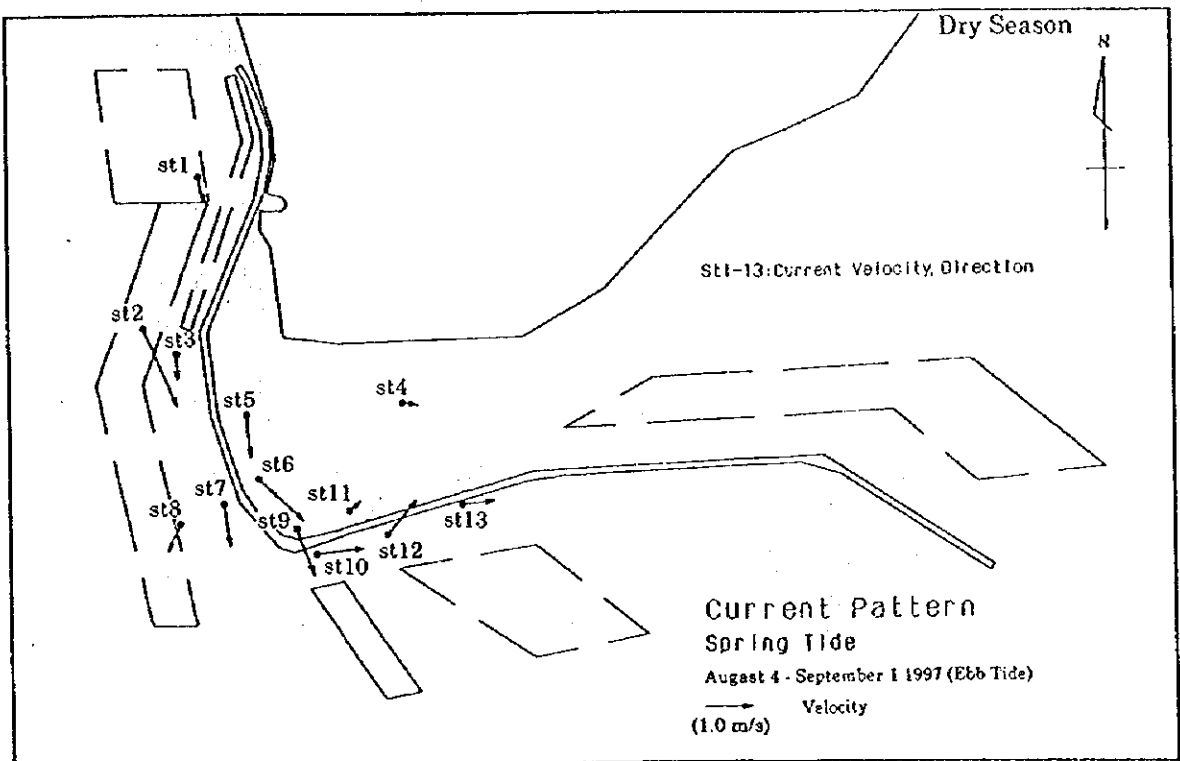 Dry Season
N
st1
St1-13:Current Velocity, Direction
st2
st3
st4
st5
st6
st7
st8
st9
st11
st13
st12
st10
Current Pattern
Spring Tide
Augast 4 - September 1 1997 (Ebb Tide)
Velocity
(1.0 m/s)